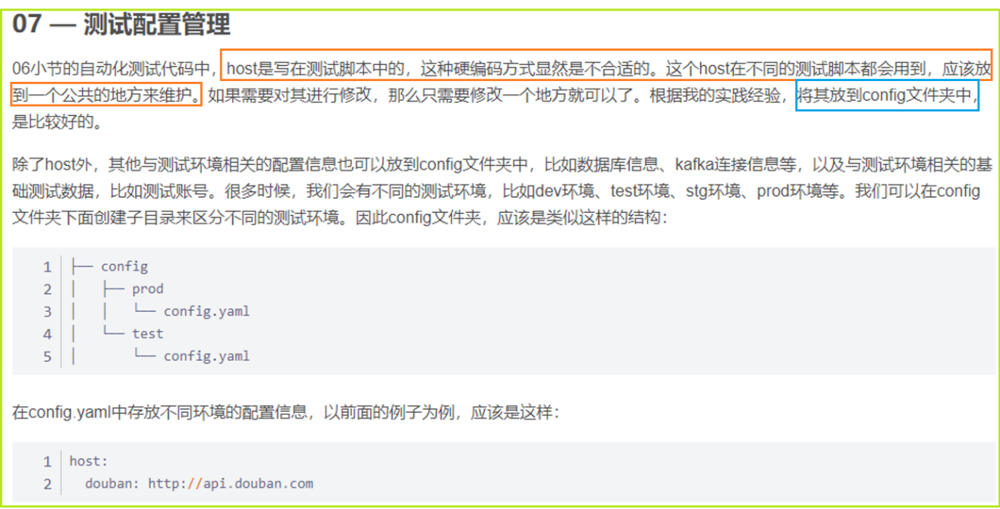 07 — 测试配置管理
06小节的自动化测试代码中，host是写在测试脚本中的，这种硬编码方式显然是不合适的。这个host在不同的测试脚本都会用到，应该放
到一个公共的地方来维护。如果需要对其进行修改，那么只需要修改一个地方就可以了。根据我的实践经验，将其放到config文件夹中，
是比较好的。
除了host外，其他与测试环境相关的配置信息也可以放到config文件夹中，比如数据库信息、kafka连接信息等，以及与测试环境相关的基
础测试数据，比如测试账号。很多时候，我们会有不同的测试环境，比如dev环境、test环境、stg环境、prod环境等。我们可以在config
文件夹下面创建子目录来区分不同的测试环境。因此config文件夹，应该是类似这样的结构：
1 ├── config
2 │   ├── prod
3 │   │   └── config.yaml
4 │   └── test
5 │       └── config.yaml
在config.yaml中存放不同环境的配置信息，以前面的例子为例，应该是这样：
1 host:
2   douban: http://api.douban.com